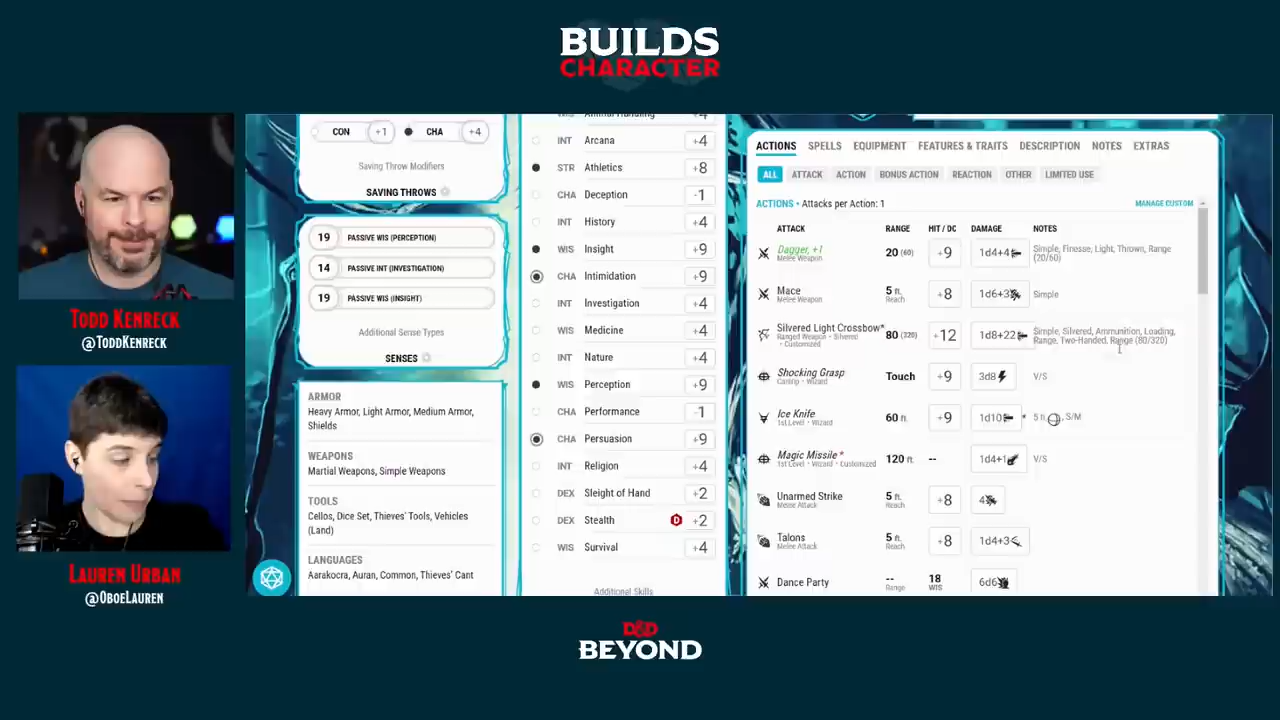 BUILDS
CHARACTER
TODD KENRECK
@TODDKENRECK
LAUREN URBAN
@OBOELAUREN
CON +1 CHA +4
Saving Throw Modifiers
SAVING THROWS
19 PASSIVE WIS (PERCEPTION)
14 PASSIVE INT (INVESTIGATION)
19 PASSIVE WIS (INSIGHT)
Additional Sense Types
SENSES
ARMOR
Heavy Armor, Light Armor, Medium Armor,
Shields
WEAPONS
Martial Weapons, Simple Weapons
TOOLS
Cellos, Dice Set, Thieves' Tools, Vehicles
(Land)
LANGUAGES
Aarakocra, Auran, Common, Thieves' Cant
WIS Animal Handling +4
INT Arcana +4
STR Athletics +8
CHA Deception -1
INT History +4
WIS Insight +9
CHA Intimidation +9
INT Investigation +4
WIS Medicine +4
INT Nature +4
WIS Perception +9
CHA Performance -1
CHA Persuasion +9
INT Religion +4
DEX Sleight of Hand +2
DEX Stealth D +2
WIS Survival +4
Additional Skills
ACTIONS SPELLS EQUIPMENT FEATURES & TRAITS DESCRIPTION NOTES EXTRAS
ALL ATTACK ACTION BONUS ACTION REACTION OTHER LIMITED USE
ACTIONS • Attacks per Action: 1 MANAGE CUSTOM
ATTACK RANGE HIT / DC DAMAGE NOTES
Dagger, +1 20 (60) +9 1d4+4 Simple, Finesse, Light, Thrown, Range
Melee Weapon (20/60)
Mace 5 ft. +8 1d6+3 Simple
Melee Weapon Reach
Silvered Light Crossbow* 80 (320) +12 1d8+22 Simple, Silvered, Ammunition, Loading,
Ranged Weapon • Simple Range, Two-Handed, Range (80/320)
• Customized
Shocking Grasp Touch +9 3d8 V/S
Cantrip • Wizard
Ice Knife 60 ft. +9 1d10 * 5 ft. , S/M
1st Level • Wizard
Magic Missile * 120 ft. -- 1d4+1 V/S
1st Level • Wizard • Customized
Unarmed Strike 5 ft. +8 4
Melee Attack Reach
Talons 5 ft. +8 1d4+3
Melee Attack Reach
Dance Party -- 18 6d6
Range WIS
D&D
BEYOND